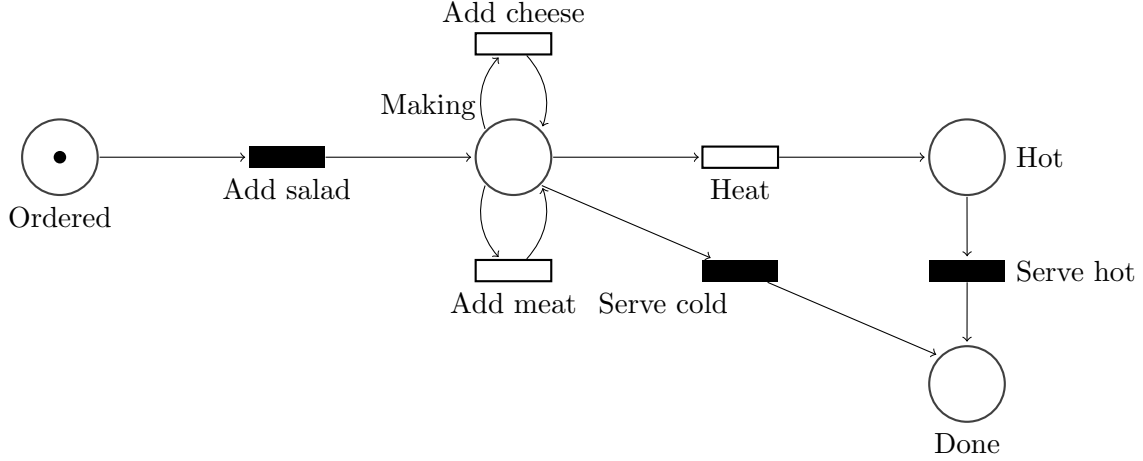 Add cheese
Making
Hot
Add salad
Heat
Ordered
Serve hot
Add meat
Serve cold
Done